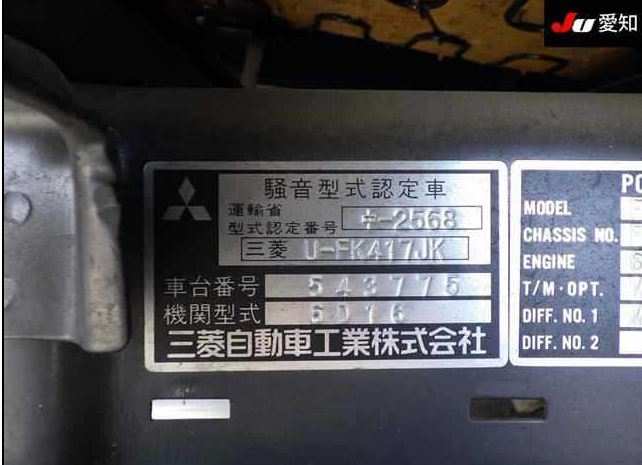 JU 愛知
騒音型式認定車
運輸省
型式認定番号 中-2568
三菱 U-FK417JK
車台番号 543775
機関型式 6D16
三菱自動車工業株式会社
MODEL
CHASSIS NO.
ENGINE 6
T/M・OPT.
DIFF. NO. 1
DIFF. NO. 2